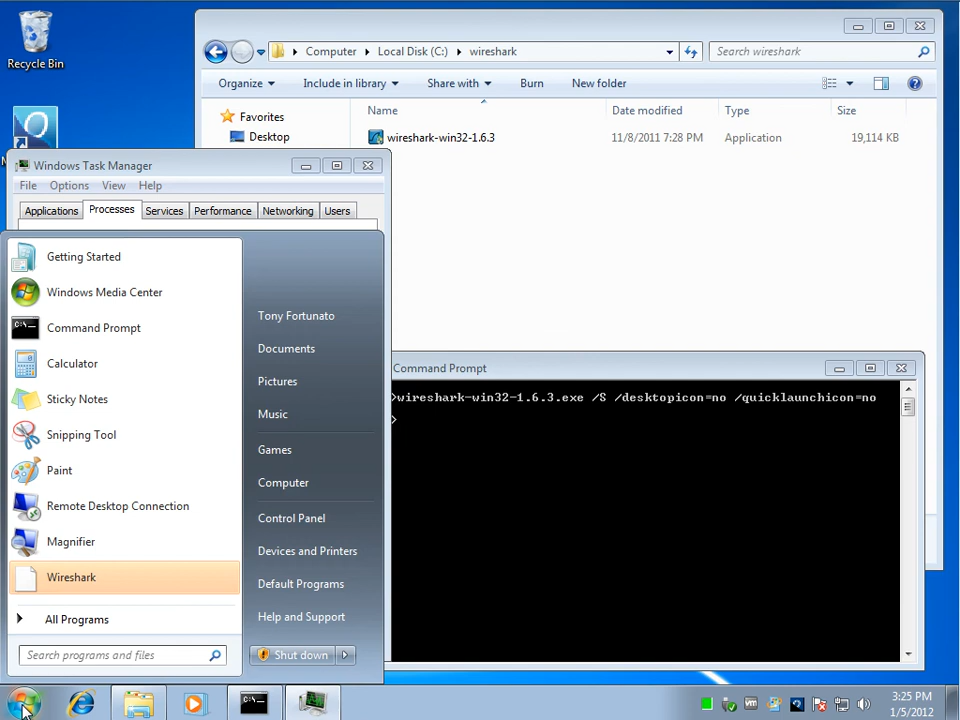 Recycle Bin
Computer
Local Disk (C:)
wireshark
Search wireshark
Organize
Include in library
Share with
Burn
New folder
Name
Date modified
Type
Size
Favorites
Desktop
wireshark-win32-1.6.3
11/8/2011 7:28 PM
Application
19,114 KB
Windows Task Manager
File
Options
View
Help
Applications
Processes
Services
Performance
Networking
Users
Getting Started
Windows Media Center
Command Prompt
Calculator
Sticky Notes
Snipping Tool
Paint
Remote Desktop Connection
Magnifier
Wireshark
All Programs
Search programs and files
Tony Fortunato
Documents
Pictures
Music
Games
Computer
Control Panel
Devices and Printers
Default Programs
Help and Support
Shut down
Command Prompt
>wireshark-win32-1.6.3.exe /S /desktopicon=no /quicklaunchicon=no
>
3:25 PM
1/5/2012